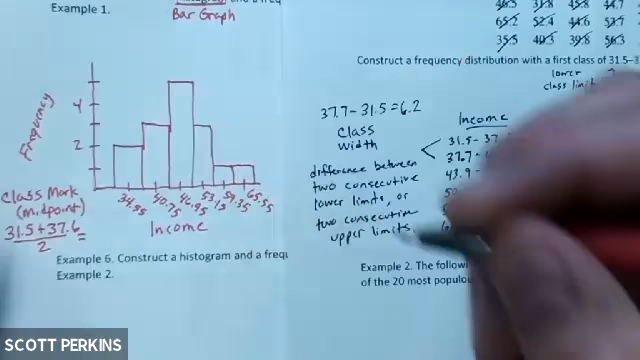 Example 1.
Bar Graph
Frequency
4
2
34.55
40.75
46.95
53.15
59.35
65.55
Income
Class Mark
(midpoint)
31.5+37.6
2
=
Example 6. Construct a histogram and a frequ
Example 2.
46.3 31.8 45.8 44.7
65.2 52.4 44.6 53.7
35.5 40.3 39.8 56.3
Construct a frequency distribution with a first class of 31.5–3
lower
class limit
37.7-31.5=6.2
class
width
difference between
two consecutive
lower limits, or
two consecutive
upper limits.
Income
31.5-37.
37.7-
43.9-
Example 2. The followi
of the 20 most populou
SCOTT PERKINS